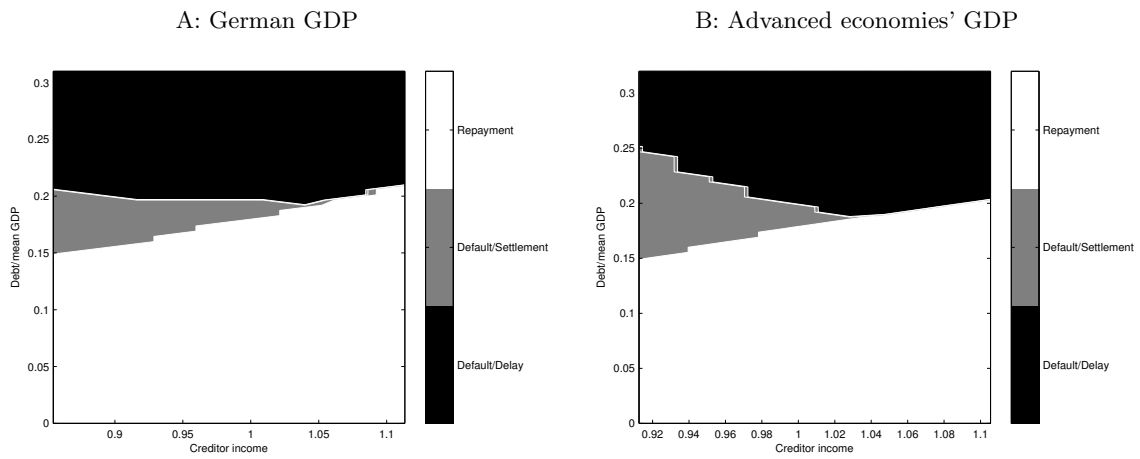 A: German GDP
0.3
0.25
0.2
0.15
0.1
0.05
0
Debt/mean GDP
0.9
0.95
1
1.05
1.1
Creditor income
Repayment
Default/Settlement
Default/Delay
B: Advanced economies' GDP
0.3
0.25
0.2
0.15
0.1
0.05
0
Debt/mean GDP
0.92
0.94
0.96
0.98
1
1.02
1.04
1.06
1.08
1.1
Creditor income
Repayment
Default/Settlement
Default/Delay